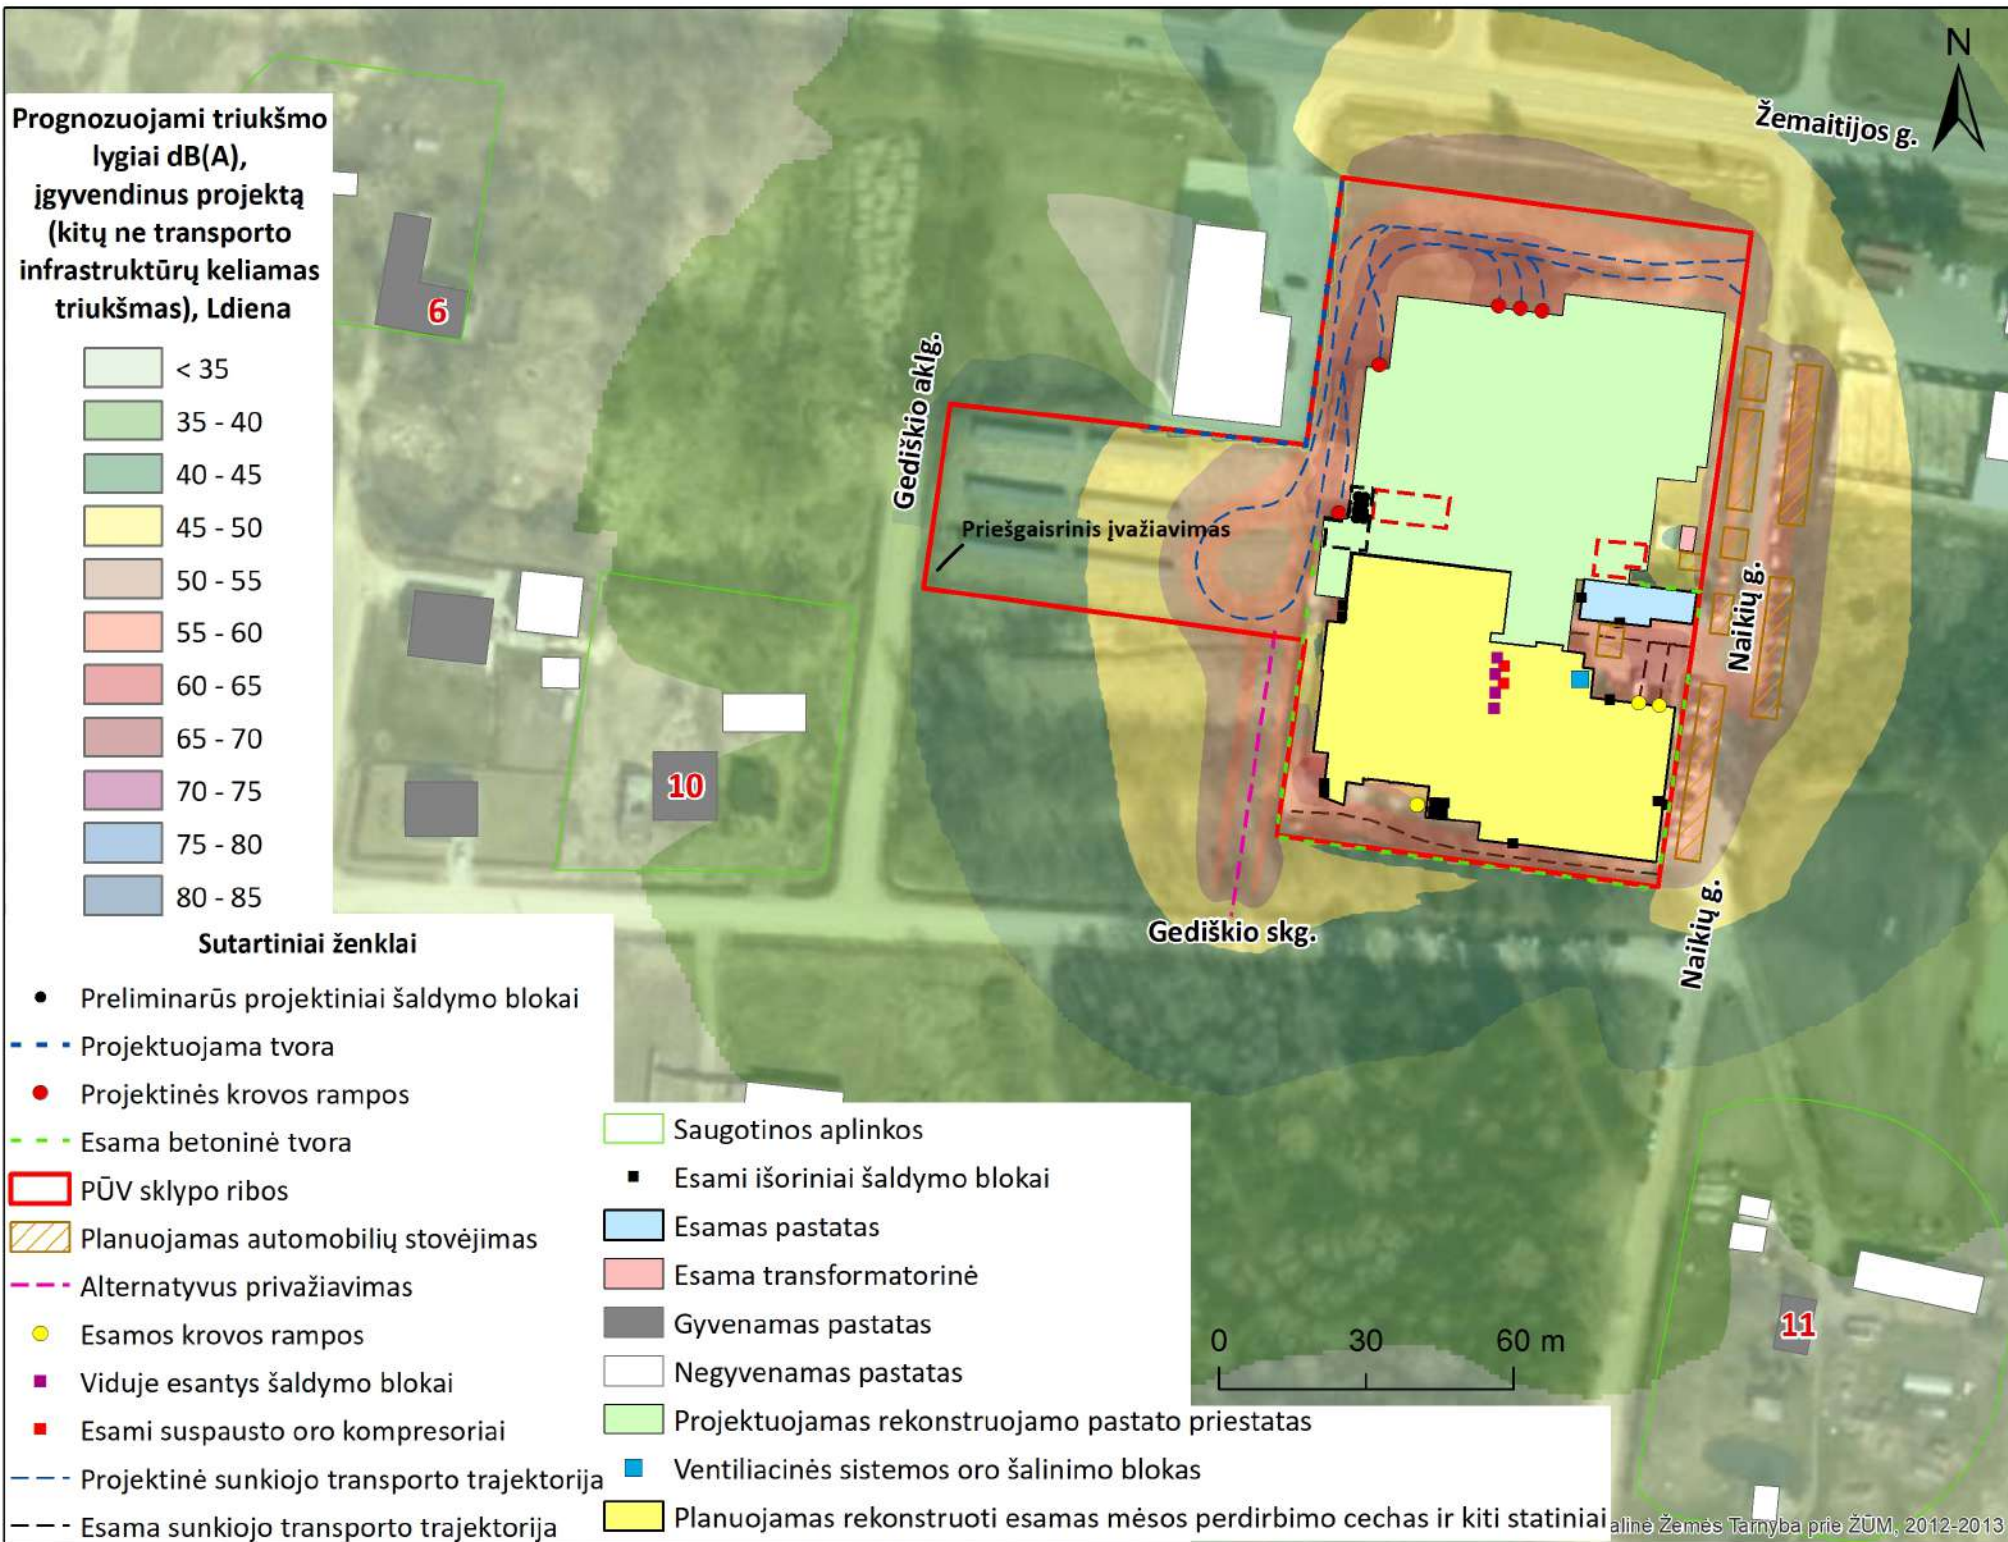 Prognozuojami triukšmo
lygiai dB(A),
įgyvendinus projektą
(kitų ne transporto
infrastruktūrų keliamas
triukšmas), Ldiena
< 35
35 - 40
40 - 45
45 - 50
50 - 55
55 - 60
60 - 65
65 - 70
70 - 75
75 - 80
80 - 85
Sutartiniai ženklai
Preliminarūs projektiniai šaldymo blokai
Projektuojama tvora
Projektinės krovos rampos
Esama betoninė tvora
PŪV sklypo ribos
Planuojamas automobilių stovėjimas
Alternatyvus privažiavimas
Esamos krovos rampos
Viduje esantys šaldymo blokai
Esami suspausto oro kompresoriai
Projektinė sunkiojo transporto trajektorija
Esama sunkiojo transporto trajektorija
Saugotinos aplinkos
Esami išoriniai šaldymo blokai
Esamas pastatas
Esama transformatorinė
Gyvenamas pastatas
Negyvenamas pastatas
Projektuojamas rekonstruojamo pastato priestatas
Ventiliacinės sistemos oro šalinimo blokas
Planuojamas rekonstruoti esamas mėsos perdirbimo cechas ir kiti statiniai
N
Žemaitijos g.
6
Gediškio aklg.
Priešgaisrinis įvažiavimas
Naikių g.
10
Gediškio skg.
Naikių g.
11
0 30 60 m
Žemės Tarnyba prie ŽŪM, 2012-2013